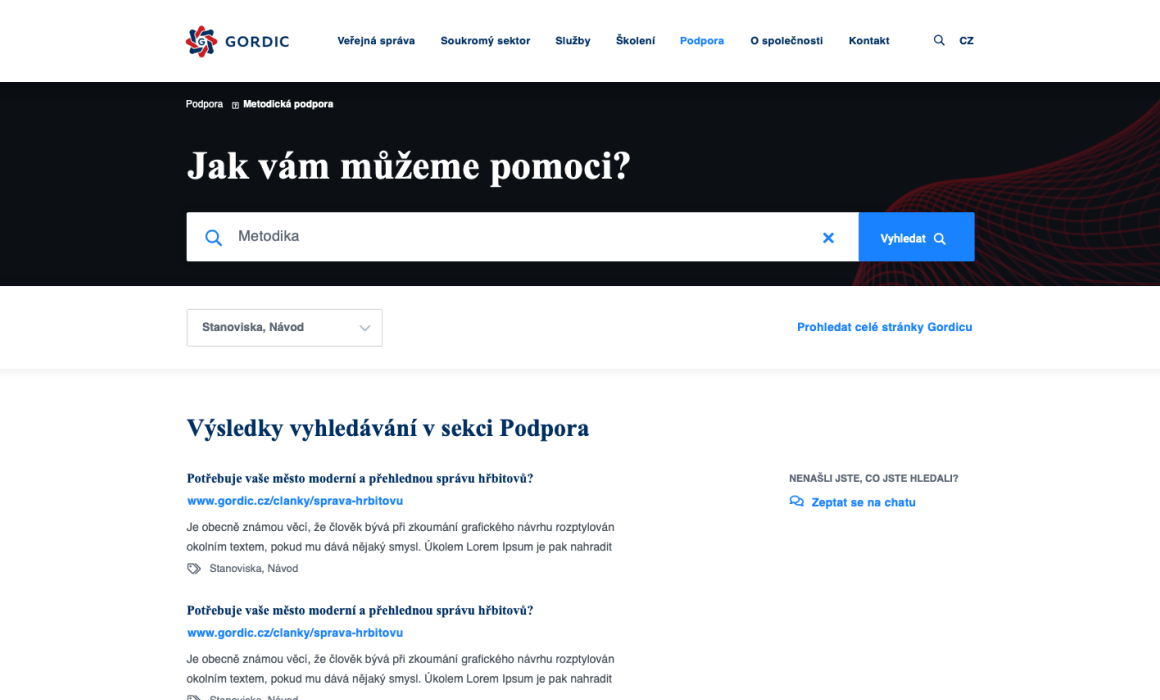 GORDIC
Veřejná správa Soukromý sektor Služby Školení Podpora O společnosti Kontakt CZ
Podpora Metodická podpora
Jak vám můžeme pomoci?
Metodika
Vyhledat
Stanoviska, Návod
Prohledat celé stránky Gordicu
Výsledky vyhledávání v sekci Podpora
Potřebuje vaše město moderní a přehlednou správu hřbitovů?
www.gordic.cz/clanky/sprava-hrbitovu
Je obecně známou věcí, že člověk bývá při zkoumání grafického návrhu rozptylován
okolním textem, pokud mu dává nějaký smysl. Úkolem Lorem Ipsum je pak nahradit
Stanoviska, Návod
NENAŠLI JSTE, CO JSTE HLEDALI?
Zeptat se na chatu
Potřebuje vaše město moderní a přehlednou správu hřbitovů?
www.gordic.cz/clanky/sprava-hrbitovu
Je obecně známou věcí, že člověk bývá při zkoumání grafického návrhu rozptylován
okolním textem, pokud mu dává nějaký smysl. Úkolem Lorem Ipsum je pak nahradit
Stanoviska, Návod